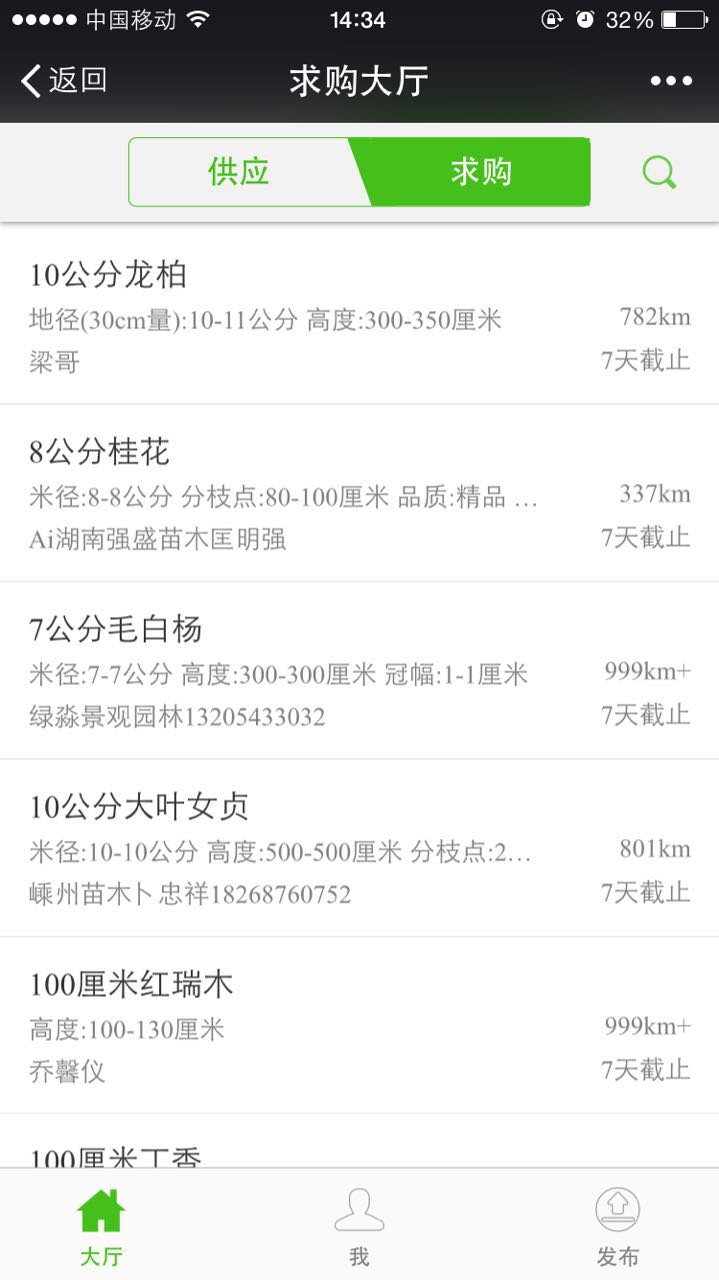 中国移动 14:34 32%
返回 求购大厅
供应 求购
10公分龙柏
地径(30cm量):10-11公分 高度:300-350厘米 782km
梁哥 7天截止
8公分桂花
米径:8-8公分 分枝点:80-100厘米 品质:精品 … 337km
Ai湖南强盛苗木匡明强 7天截止
7公分毛白杨
米径:7-7公分 高度:300-300厘米 冠幅:1-1厘米 999km+
绿淼景观园林13205433032 7天截止
10公分大叶女贞
米径:10-10公分 高度:500-500厘米 分枝点:2… 801km
嵊州苗木卜忠祥18268760752 7天截止
100厘米红瑞木
高度:100-130厘米 999km+
乔馨仪 7天截止
100厘米丁香
大厅 我 发布